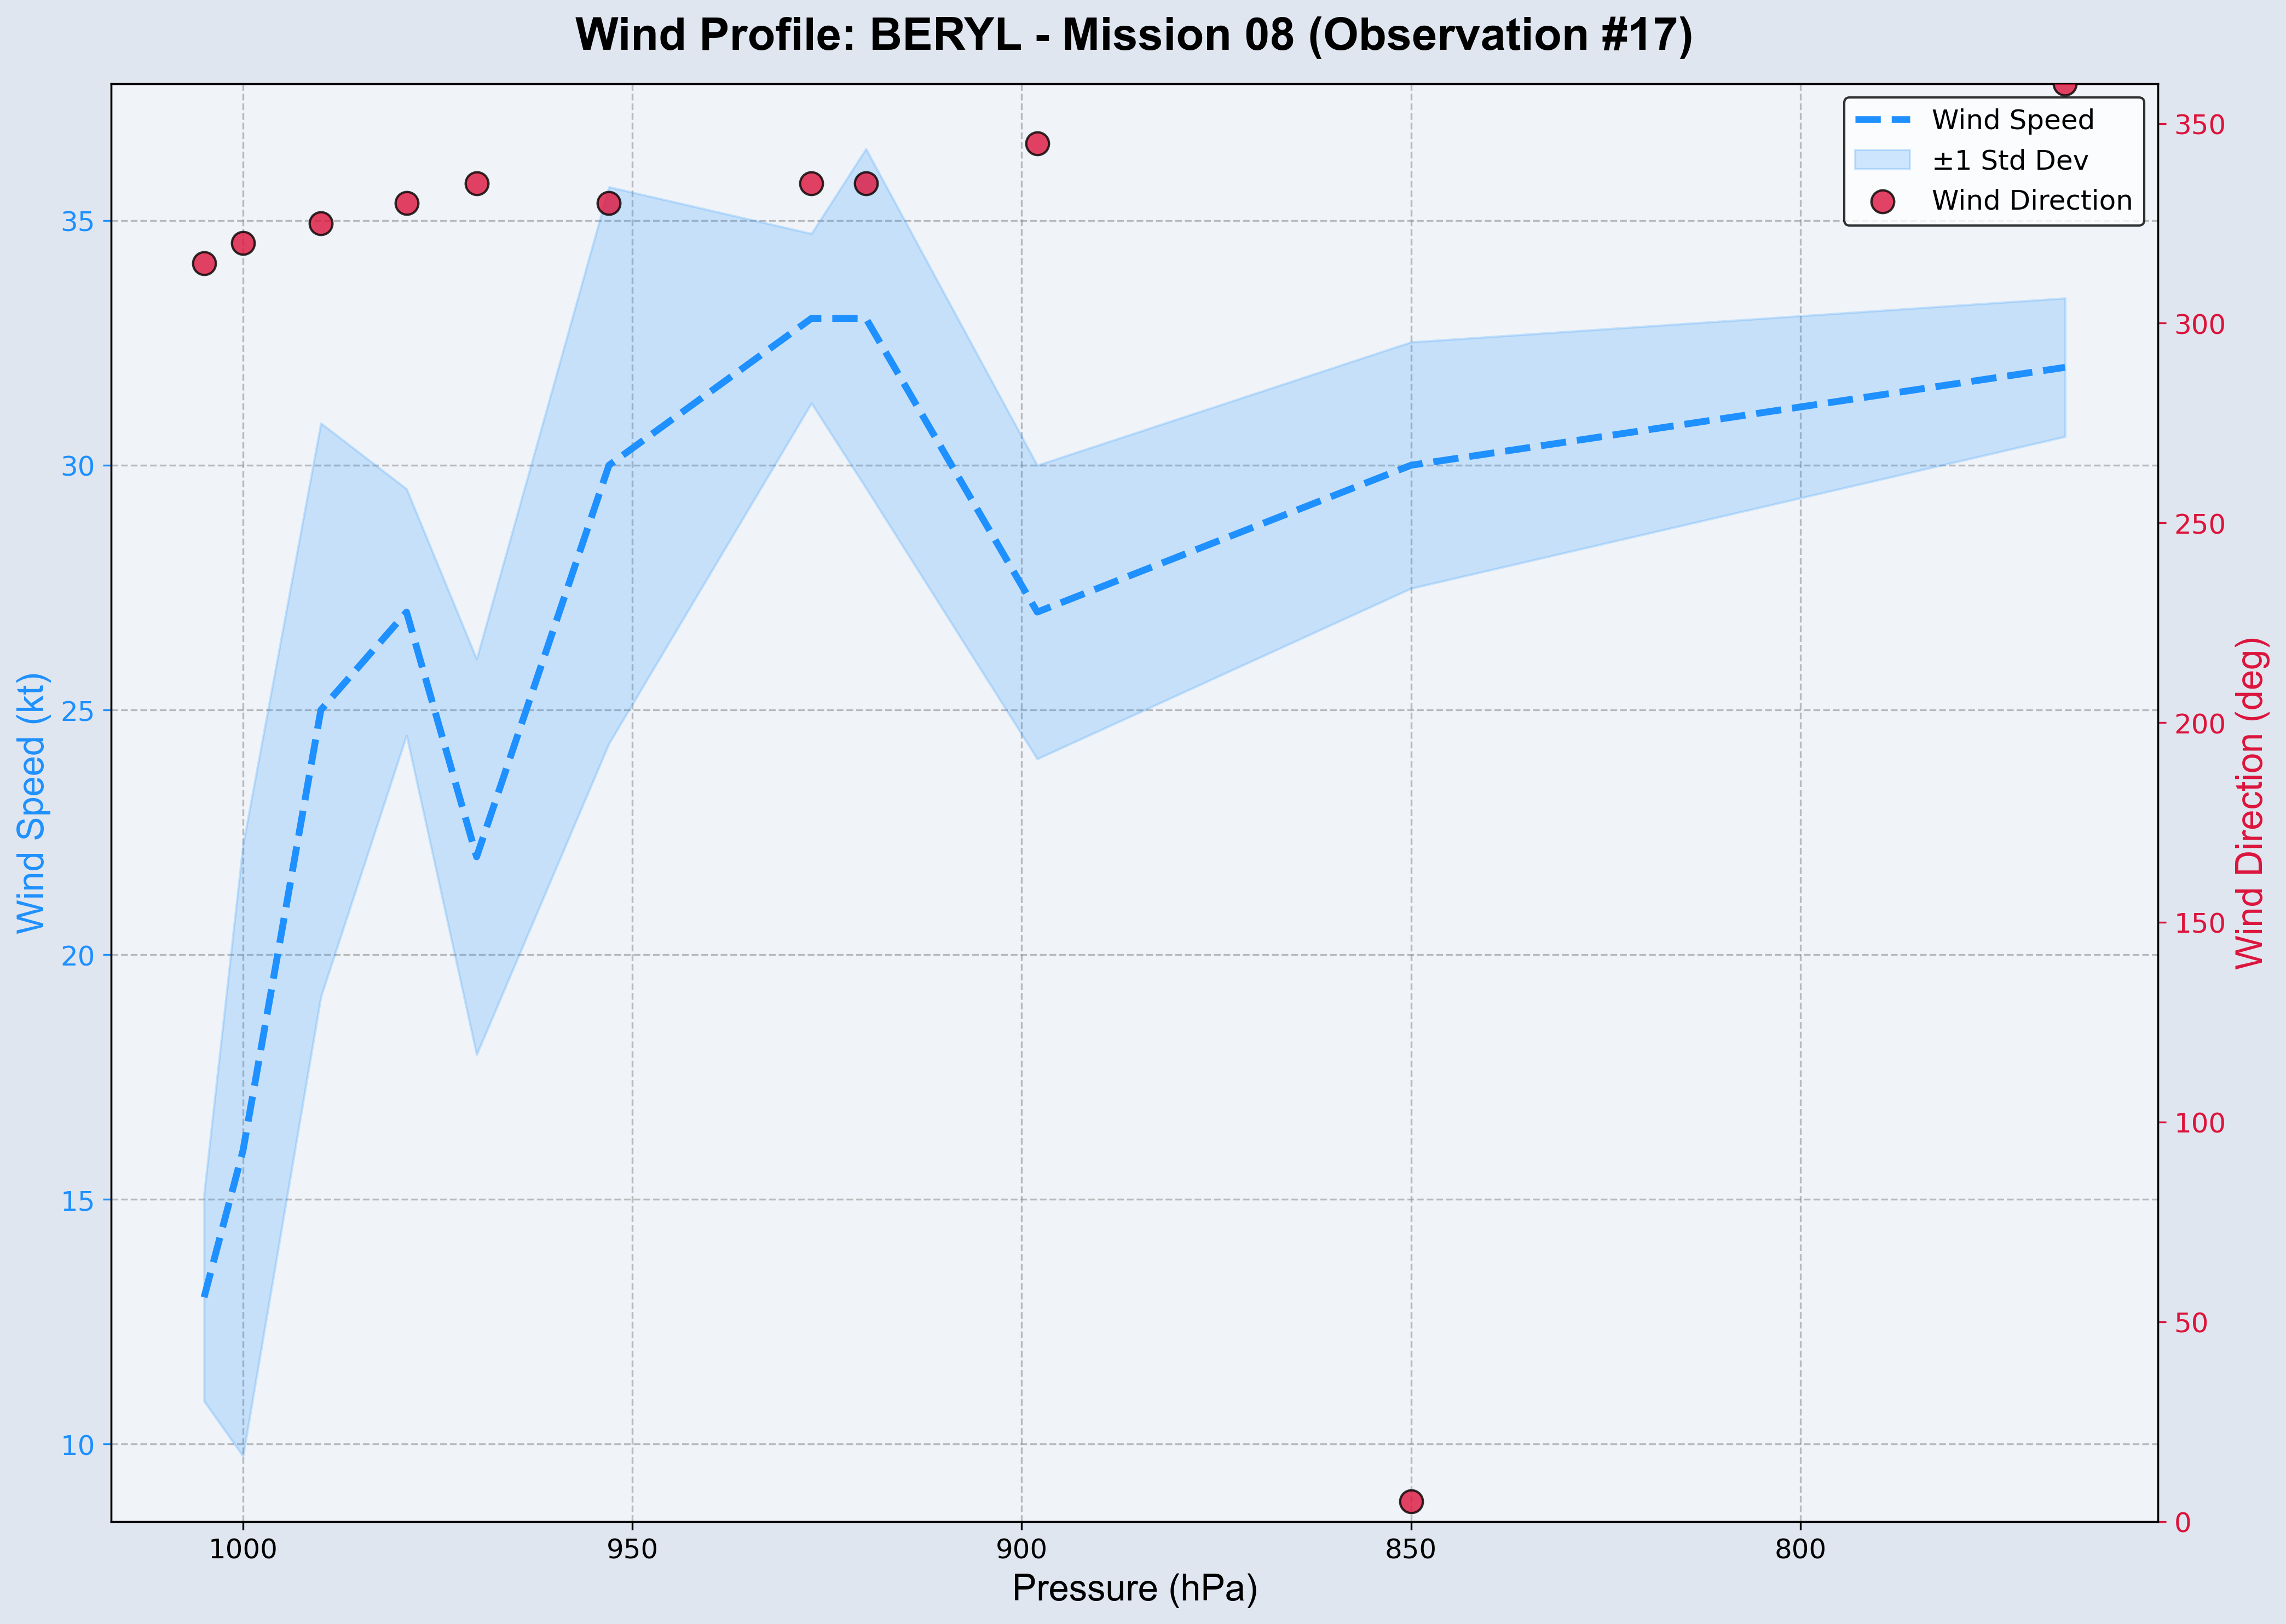 Wind Profile: BERYL - Mission 08 (Observation #17)
Wind Speed
±1 Std Dev
Wind Direction
Wind Speed (kt)
35
30
25
20
15
10
350
300
250
200
150
100
50
0
Wind Direction (deg)
1000 950 900 850 800
Pressure (hPa)